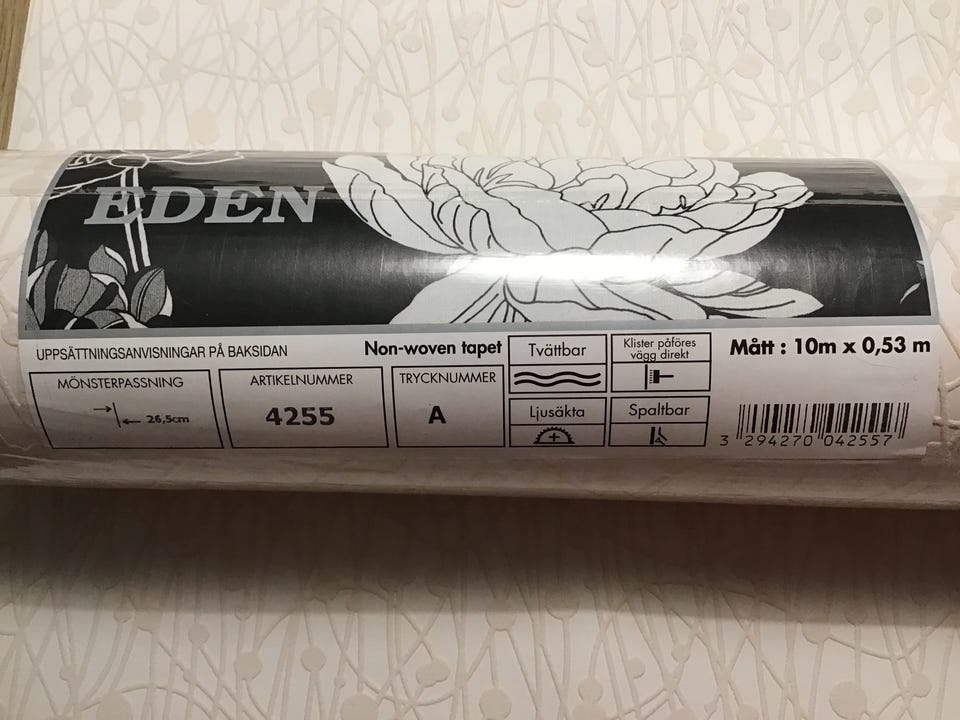 EDEN
UPPSÄTTNINGSANVISNINGAR PÅ BAKSIDAN
Non-woven tapet
Tvättbar
Klister påföres
vägg direkt
Mått : 10m x 0,53 m
MÖNSTERPASSNING
26,5cm
ARTIKELNUMMER
4255
TRYCKNUMMER
A
Ljusäkta
Spaltbar
3 294270 042557